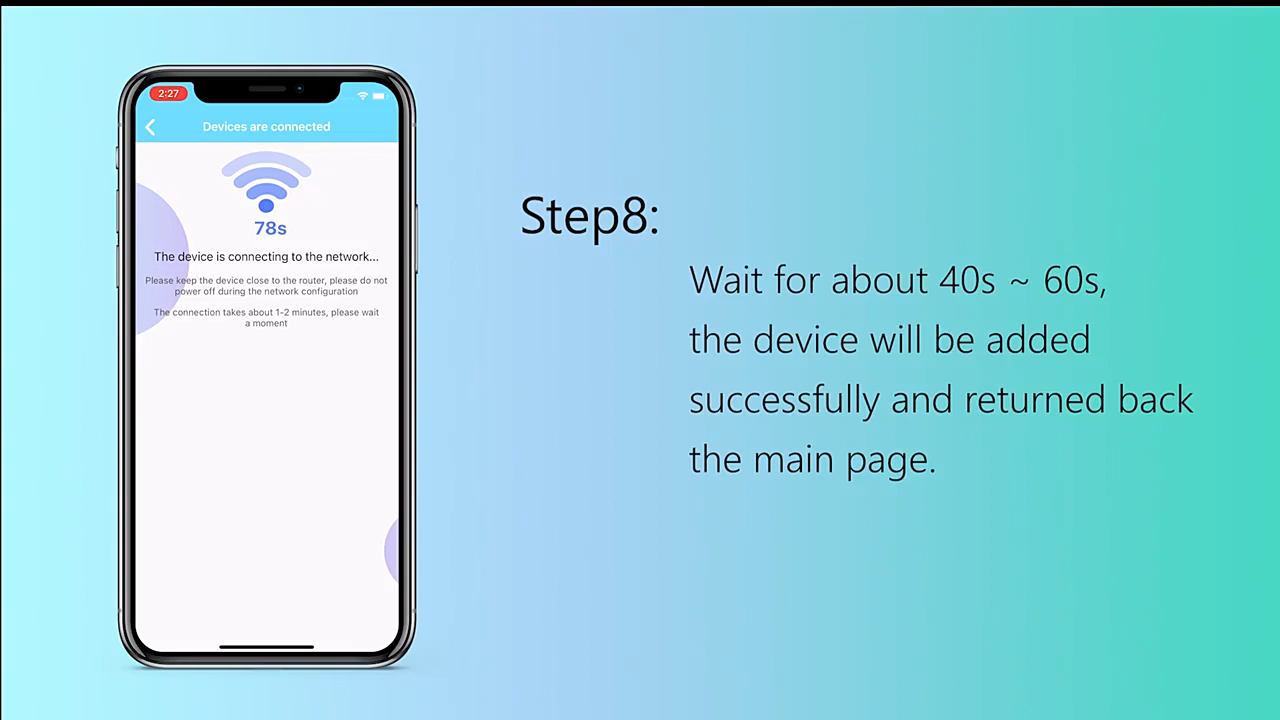 2:27
Devices are connected
78s
The device is connecting to the network...
Please keep the device close to the router, please do not
power off during the network configuration
The connection takes about 1-2 minutes, please wait
a moment
Step8:
Wait for about 40s ~ 60s,
the device will be added
successfully and returned back
the main page.